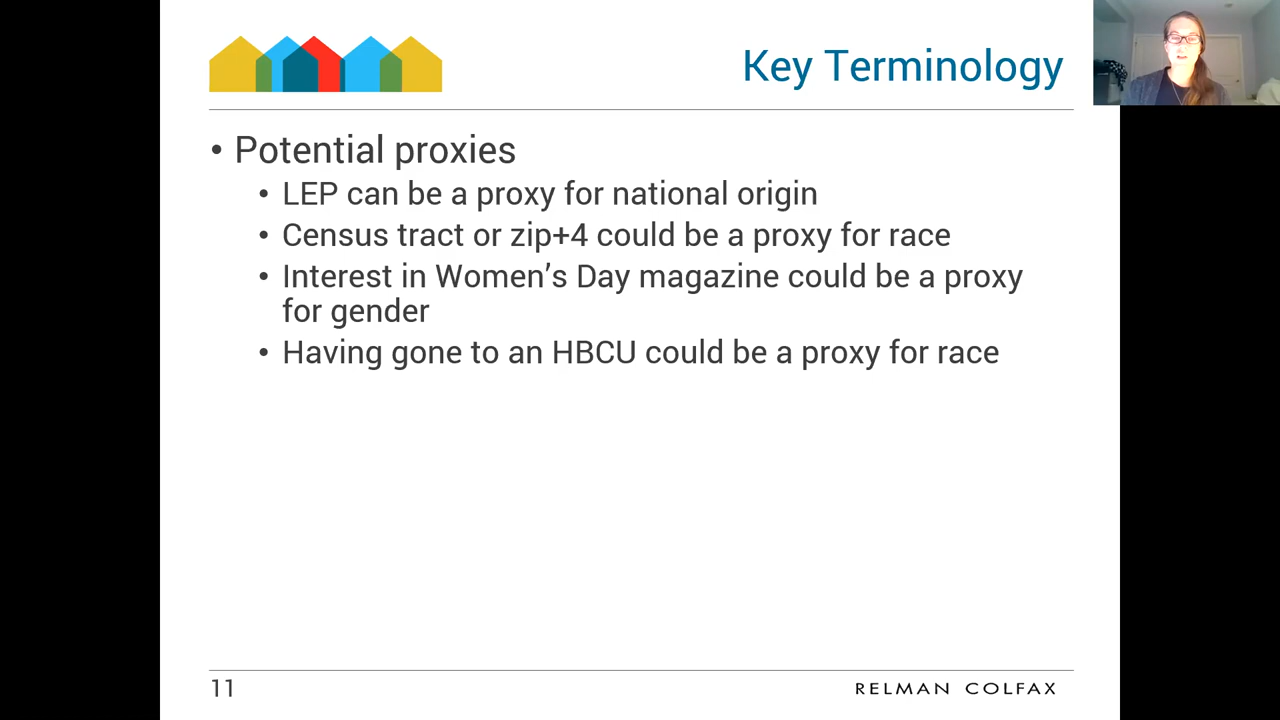 Key Terminology
• Potential proxies
• LEP can be a proxy for national origin
• Census tract or zip+4 could be a proxy for race
• Interest in Women’s Day magazine could be a proxy
for gender
• Having gone to an HBCU could be a proxy for race
11
RELMAN COLFAX